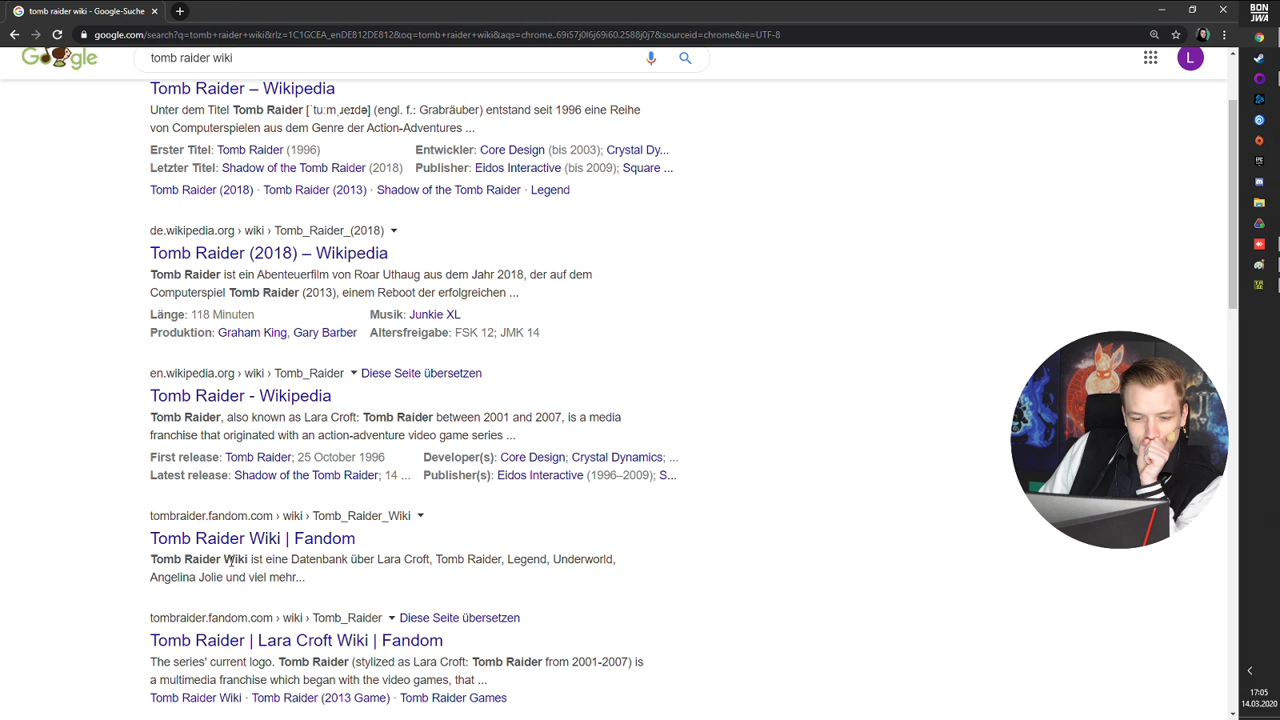 tomb raider wiki - Google-Suche
BON
JWA
google.com/search?q=tomb+raider+wiki&rlz=1C1GCEA_enDE812DE812&oq=tomb+raider+wiki&aqs=chrome..69i57j0l6j69i60.2588j0j7&sourceid=chrome&ie=UTF-8
Google
tomb raider wiki
L
Tomb Raider – Wikipedia
Unter dem Titel Tomb Raider [ˈtuːmˌɹeɪdə] (engl. f.: Grabräuber) entstand seit 1996 eine Reihe
von Computerspielen aus dem Genre der Action-Adventures ...
Erster Titel: Tomb Raider (1996)
Entwickler: Core Design (bis 2003); Crystal Dy...
Letzter Titel: Shadow of the Tomb Raider (2018)
Publisher: Eidos Interactive (bis 2009); Square ...
Tomb Raider (2018) · Tomb Raider (2013) · Shadow of the Tomb Raider · Legend
de.wikipedia.org › wiki › Tomb_Raider_(2018)
Tomb Raider (2018) – Wikipedia
Tomb Raider ist ein Abenteuerfilm von Roar Uthaug aus dem Jahr 2018, der auf dem
Computerspiel Tomb Raider (2013), einem Reboot der erfolgreichen ...
Länge: 118 Minuten
Musik: Junkie XL
Produktion: Graham King, Gary Barber
Altersfreigabe: FSK 12; JMK 14
en.wikipedia.org › wiki › Tomb_Raider
Diese Seite übersetzen
Tomb Raider - Wikipedia
Tomb Raider, also known as Lara Croft: Tomb Raider between 2001 and 2007, is a media
franchise that originated with an action-adventure video game series ...
First release: Tomb Raider; 25 October 1996
Developer(s): Core Design; Crystal Dynamics; ...
Latest release: Shadow of the Tomb Raider; 14 ...
Publisher(s): Eidos Interactive (1996–2009); S...
tombraider.fandom.com › wiki › Tomb_Raider_Wiki
Tomb Raider Wiki | Fandom
Tomb Raider Wiki ist eine Datenbank über Lara Croft, Tomb Raider, Legend, Underworld,
Angelina Jolie und viel mehr...
tombraider.fandom.com › wiki › Tomb_Raider
Diese Seite übersetzen
Tomb Raider | Lara Croft Wiki | Fandom
The series' current logo. Tomb Raider (stylized as Lara Croft: Tomb Raider from 2001-2007) is
a multimedia franchise which began with the video games, that ...
Tomb Raider Wiki · Tomb Raider (2013 Game) · Tomb Raider Games
17:05
14.03.2020